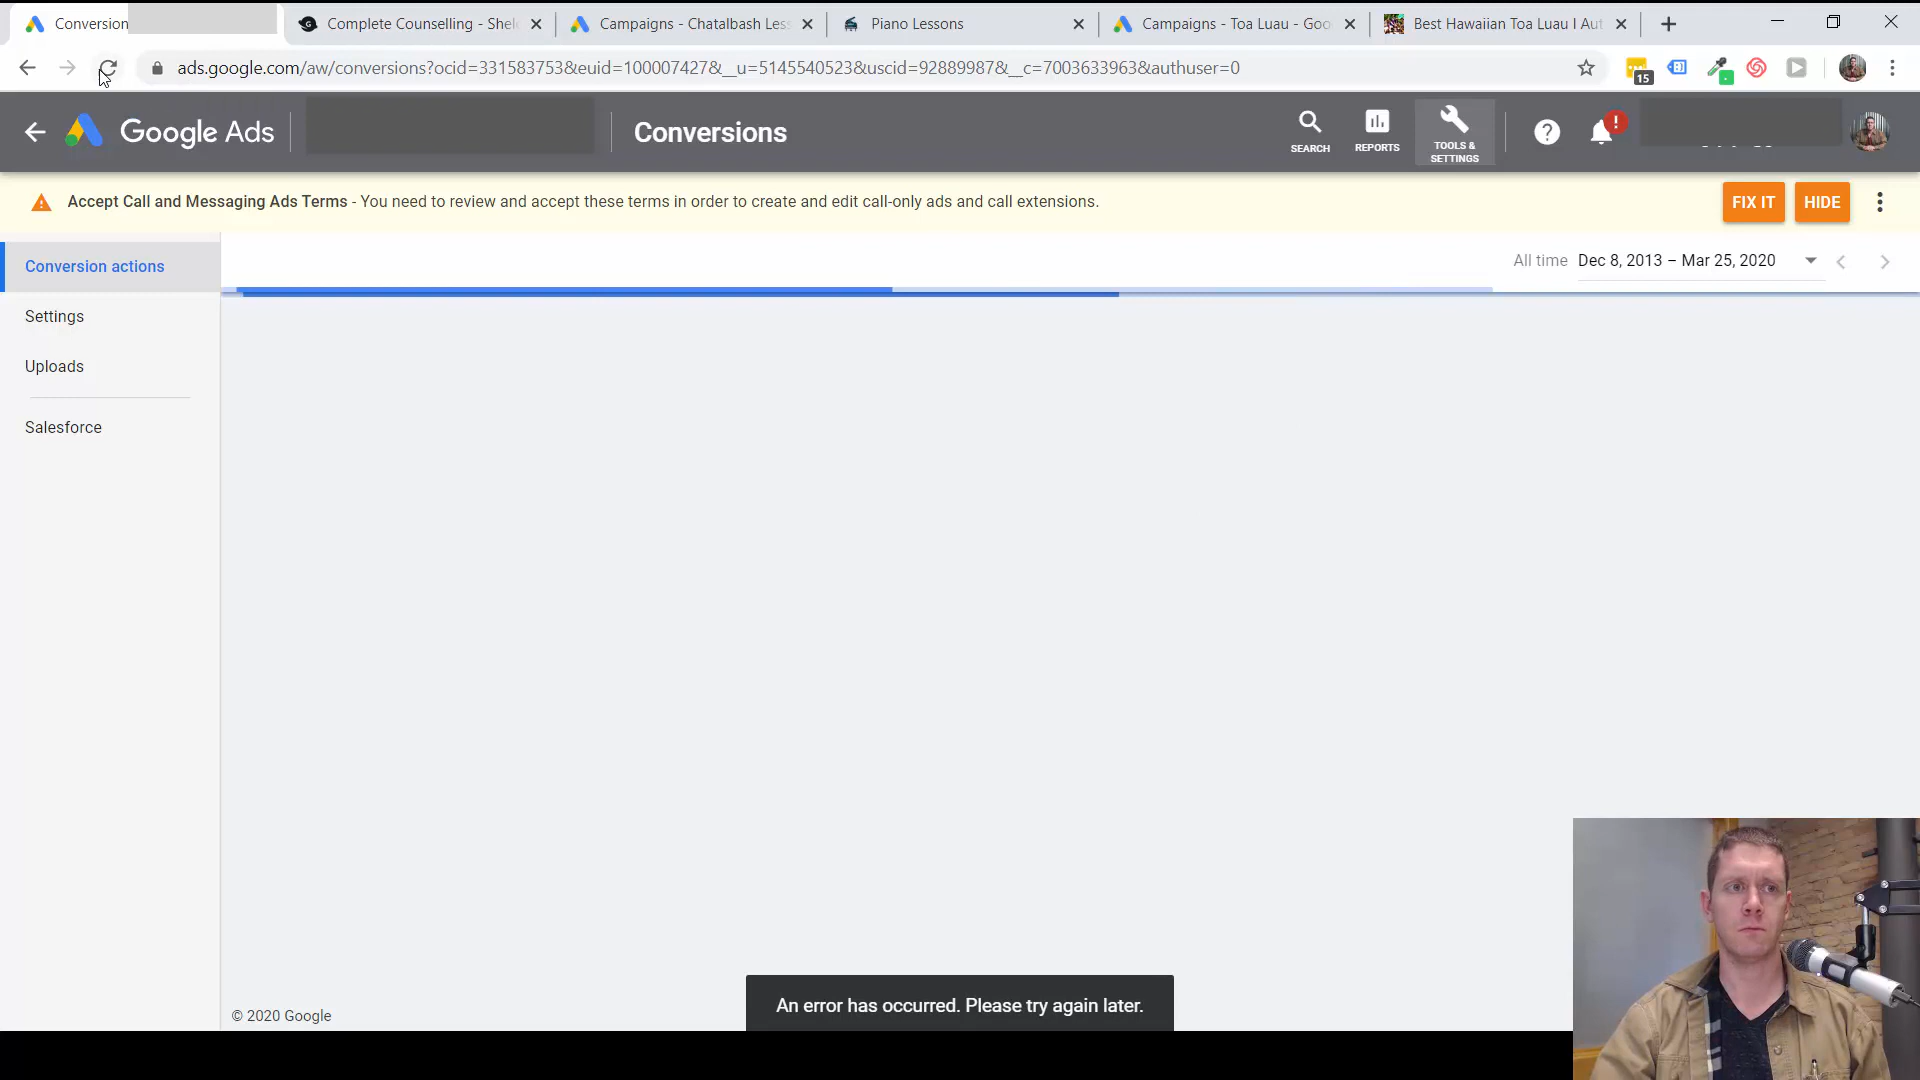 Conversion
Complete Counselling - Shel
Campaigns - Chatalbash Less
Piano Lessons
Campaigns - Toa Luau - Goo
Best Hawaiian Toa Luau I Aut
ads.google.com/aw/conversions?ocid=331583753&euid=100007427&__u=5145540523&uscid=92889987&__c=7003633963&authuser=0
15
Google Ads
Conversions
SEARCH
REPORTS
TOOLS &
SETTINGS
Accept Call and Messaging Ads Terms - You need to review and accept these terms in order to create and edit call-only ads and call extensions.
FIX IT
HIDE
Conversion actions
All time Dec 8, 2013 – Mar 25, 2020
Settings
Uploads
Salesforce
An error has occurred. Please try again later.
© 2020 Google